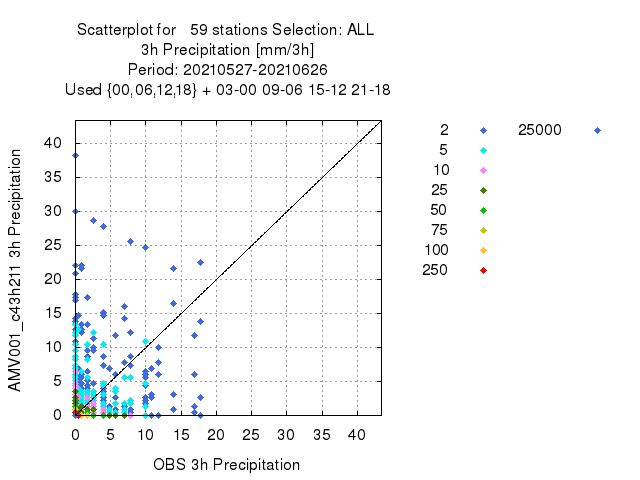 Scatterplot for 59 stations Selection: ALL
3h Precipitation [mm/3h]
Period: 20210527-20210626
Used {00,06,12,18} + 03-00 09-06 15-12 21-18
AMV001_c43h211 3h Precipitation
40
35
30
25
20
15
10
5
0
0 5 10 15 20 25 30 35 40
OBS 3h Precipitation
2 25000
5
10
25
50
75
100
250